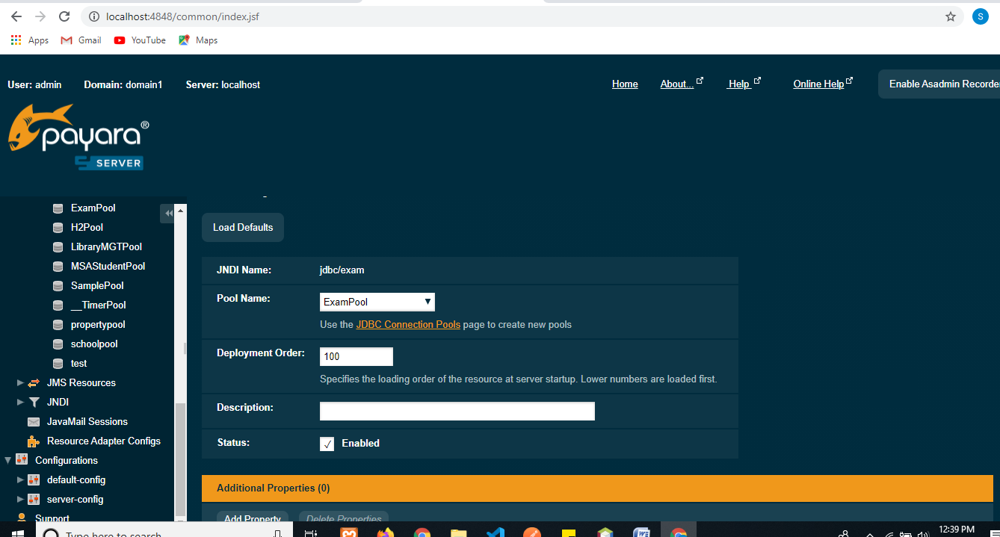 localhost:4848/common/index.jsf
S
Apps Gmail YouTube Maps
User: admin Domain: domain1 Server: localhost
Home About... Help Online Help Enable Asadmin Recorder
payara®
SERVER
ExamPool
H2Pool
LibraryMGTPool
MSAStudentPool
SamplePool
__TimerPool
propertypool
schoolpool
test
JMS Resources
JNDI
JavaMail Sessions
Resource Adapter Configs
Configurations
default-config
server-config
Support
Load Defaults
JNDI Name: jdbc/exam
Pool Name: ExamPool
Use the JDBC Connection Pools page to create new pools
Deployment Order: 100
Specifies the loading order of the resource at server startup. Lower numbers are loaded first.
Description:
Status: Enabled
Additional Properties (0)
Add Property Delete Properties
Type here to search
12:39 PM